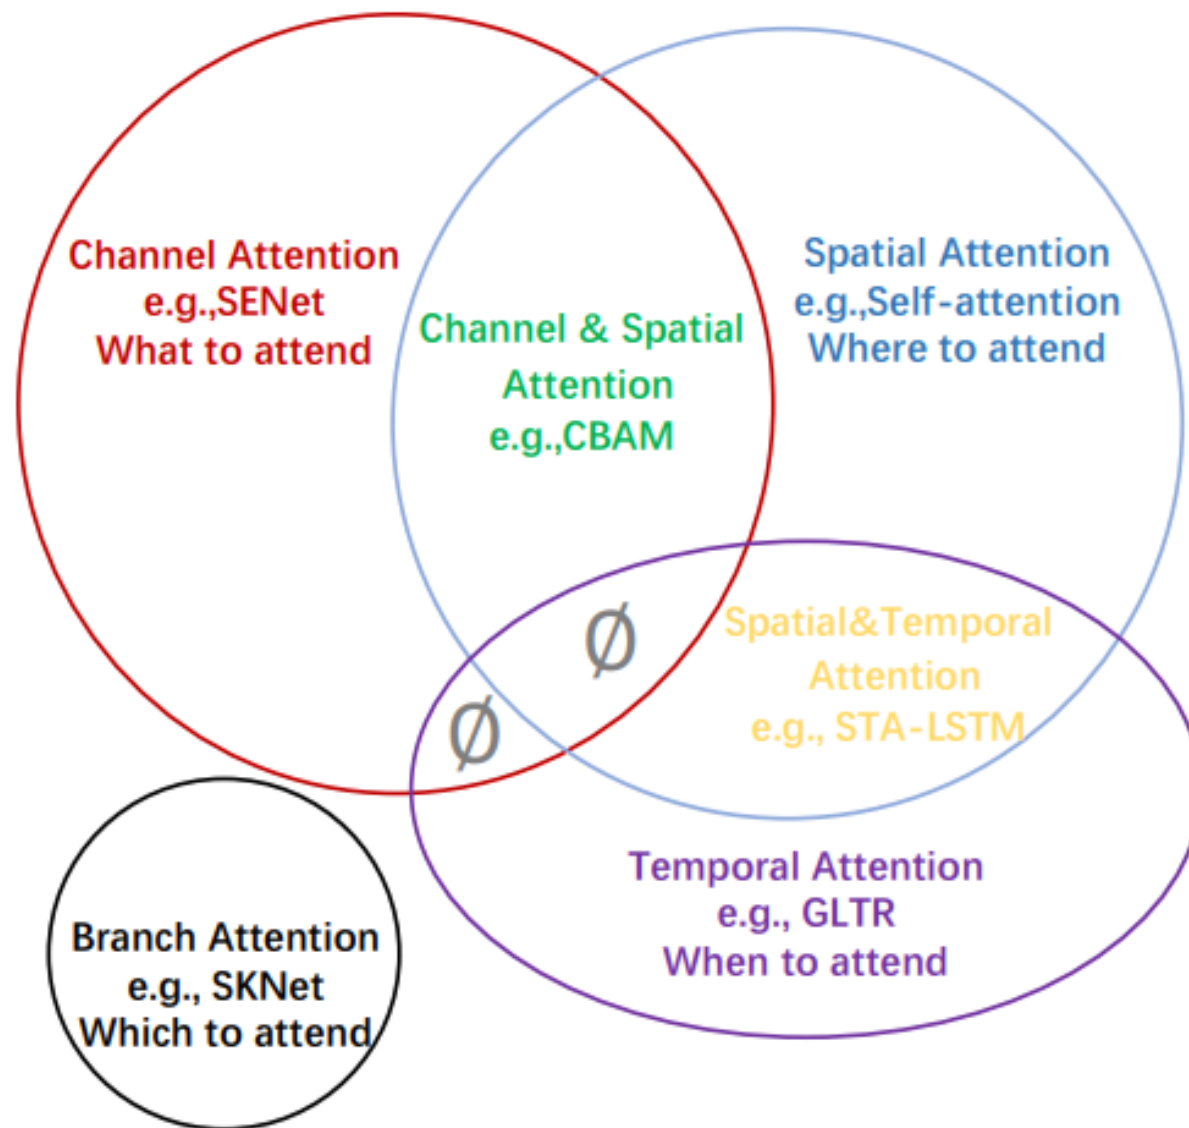 Channel Attention
e.g.,SENet
What to attend
Spatial Attention
e.g.,Self-attention
Where to attend
Channel & Spatial
Attention
e.g.,CBAM
∅
∅
Spatial&Temporal
Attention
e.g., STA-LSTM
Temporal Attention
e.g., GLTR
When to attend
Branch Attention
e.g., SKNet
Which to attend